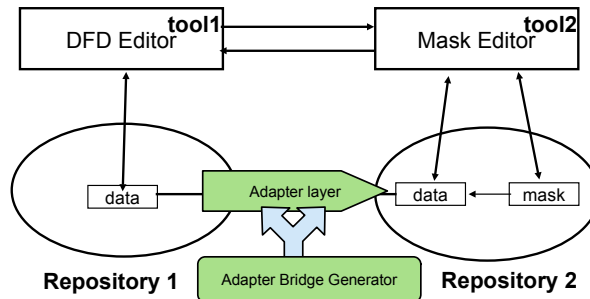 tool1
DFD Editor
tool2
Mask Editor
data
Adapter layer
data
mask
Repository 1
Adapter Bridge Generator
Repository 2